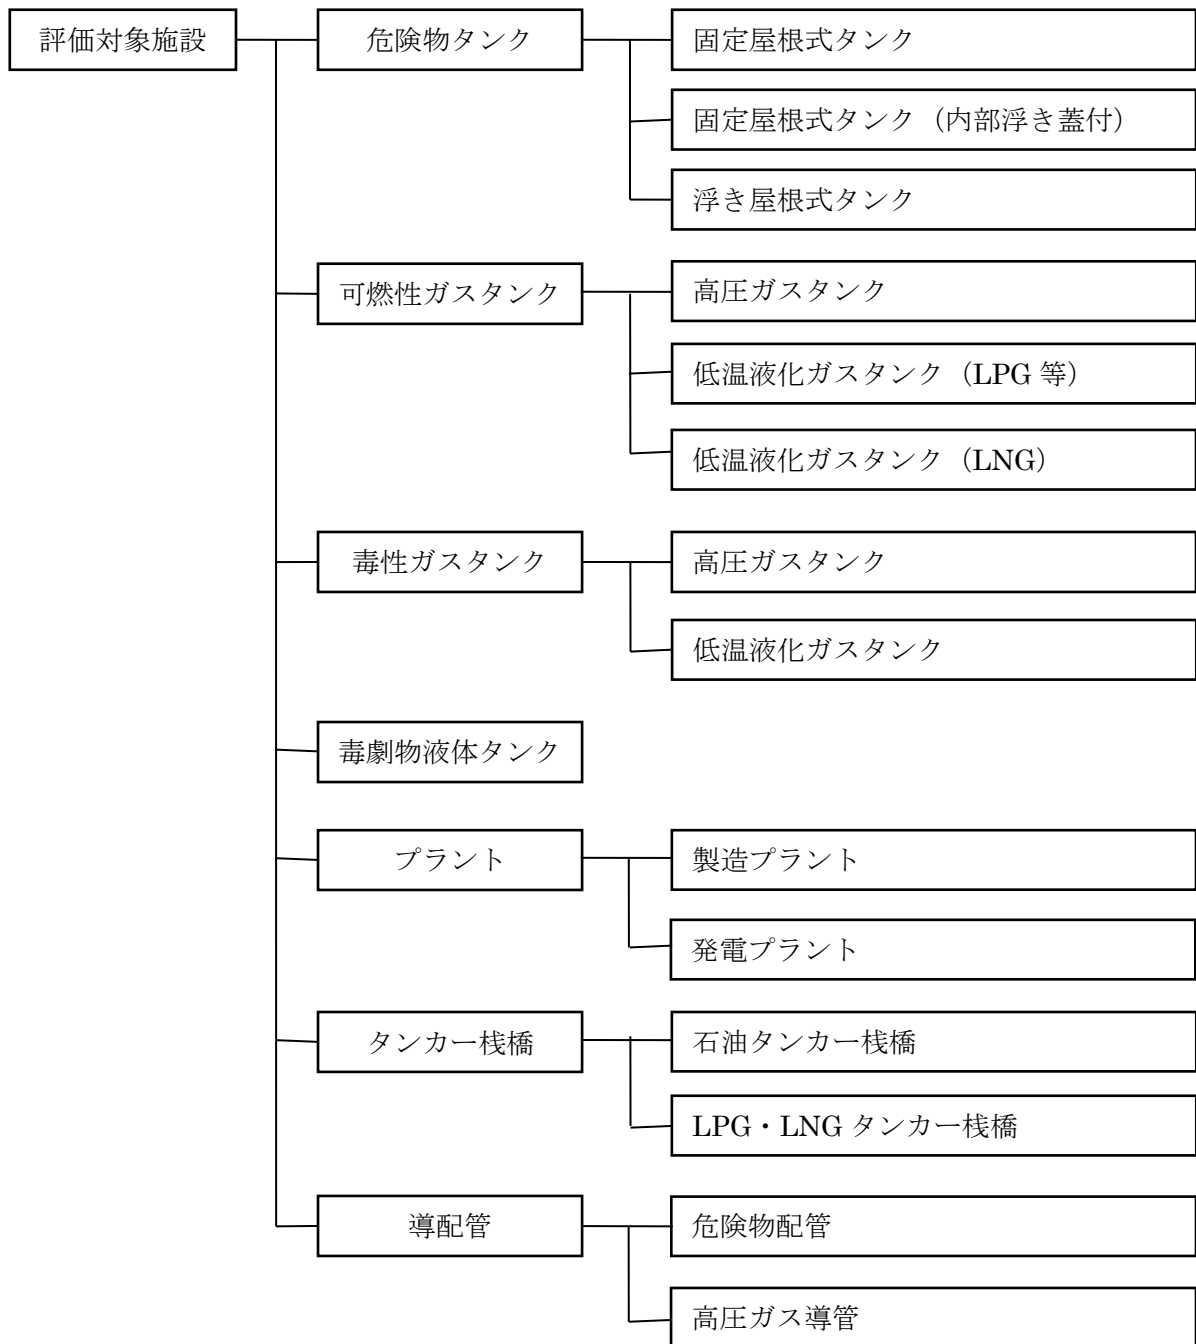 評価対象施設
危険物タンク
固定屋根式タンク
固定屋根式タンク（内部浮き蓋付）
浮き屋根式タンク
可燃性ガスタンク
高圧ガスタンク
低温液化ガスタンク（LPG 等）
低温液化ガスタンク（LNG）
毒性ガスタンク
高圧ガスタンク
低温液化ガスタンク
毒劇物液体タンク
プラント
製造プラント
発電プラント
タンカー桟橋
石油タンカー桟橋
LPG・LNG タンカー桟橋
導配管
危険物配管
高圧ガス導管